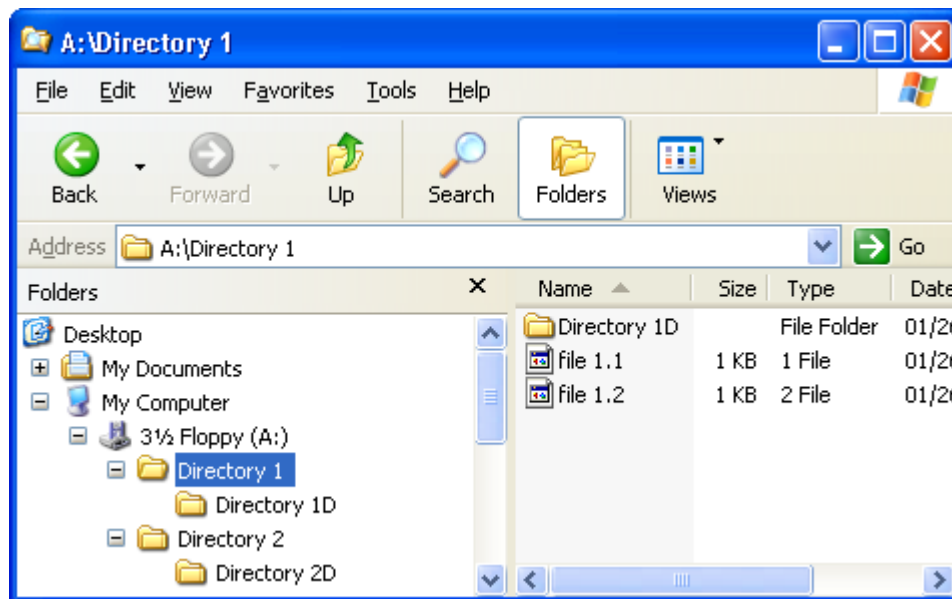 A:\Directory 1
File Edit View Favorites Tools Help
Back Forward Up Search Folders Views
Address A:\Directory 1 Go
Folders
Desktop
My Documents
My Computer
3½ Floppy (A:)
Directory 1
Directory 1D
Directory 2
Directory 2D
Name Size Type Date
Directory 1D File Folder 01/2
file 1.1 1 KB 1 File 01/2
file 1.2 1 KB 2 File 01/2